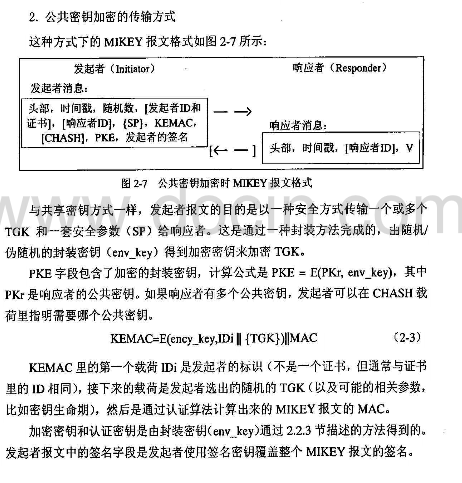 2. 公共密钥加密的传输方式
这种方式下的 MIKEY 报文格式如图 2-7 所示:
发起者（Initiator） 响应者（Responder）
发起者消息:
头部, 时间戳, 随机数, [发起者ID和
证书], [响应者ID], {SP}, KEMAC,
[CHASH], PKE, 发起者的签名
— — →
响应者消息:
[← — ]
头部, 时间戳, [响应者ID], V
图 2-7 公共密钥加密时 MIKEY 报文格式
www.docin.com
与共享密钥方式一样，发起者报文的目的是以一种安全方式传输一个或多个
TGK 和一套安全参数（SP）给响应者。这是通过一种封装方法完成的，由随机/
伪随机的封装密钥（env_key）得到加密密钥来加密 TGK。
PKE 字段包含了加密的封装密钥，计算公式是 PKE = E(PKr, env_key)，其中
PKr 是响应者的公共密钥。如果响应者有多个公共密钥，发起者可以在 CHASH 载
荷里指明需要哪个公共密钥。
KEMAC=E(ency_key,IDi‖{TGK})‖MAC (2-3)
KEMAC 里的第一个载荷 IDi 是发起者的标识（不是一个证书，但通常与证书
里的 ID 相同），接下来的载荷是发起者选出的随机的 TGK（以及可能的相关参数，
比如密钥生命期），然后是通过认证算法计算出来的 MIKEY 报文的 MAC。
加密密钥和认证密钥是由封装密钥(env_key)通过 2.2.3 节描述的方法得到的。
发起者报文中的签名字段是发起者使用签名密钥覆盖整个 MIKEY 报文的签名。